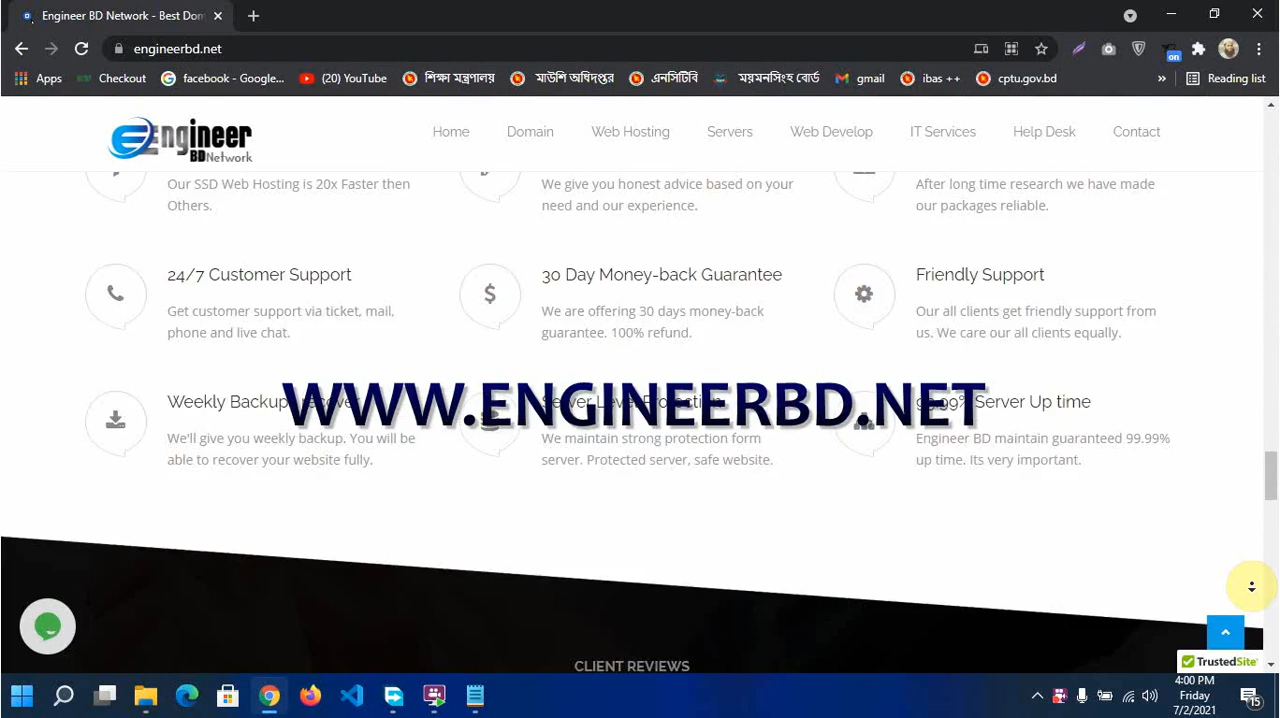 Engineer BD Network - Best Dom
engineerbd.net
Apps
Checkout
facebook - Google...
(20) YouTube
শিক্ষা মন্ত্রণালয়
মাউশি অধিদপ্তর
এনসিটিবি
ময়মনসিংহ বোর্ড
gmail
ibas ++
cptu.gov.bd
»
Reading list
on
Engineer
BD Network
Home
Domain
Web Hosting
Servers
Web Develop
IT Services
Help Desk
Contact
Our SSD Web Hosting is 20x Faster then
Others.
We give you honest advice based on your
need and our experience.
After long time research we have made
our packages reliable.
24/7 Customer Support
Get customer support via ticket, mail,
phone and live chat.
30 Day Money-back Guarantee
We are offering 30 days money-back
guarantee. 100% refund.
Friendly Support
Our all clients get friendly support from
us. We care our all clients equally.
WWW.ENGINEERBD.NET
Weekly Backup, recover
We'll give you weekly backup. You will be
able to recover your website fully.
Server Level Protection
We maintain strong protection form
server. Protected server, safe website.
99.99% Server Up time
Engineer BD maintain guaranteed 99.99%
up time. Its very important.
CLIENT REVIEWS
TrustedSite
4:00 PM
Friday
7/2/2021
15